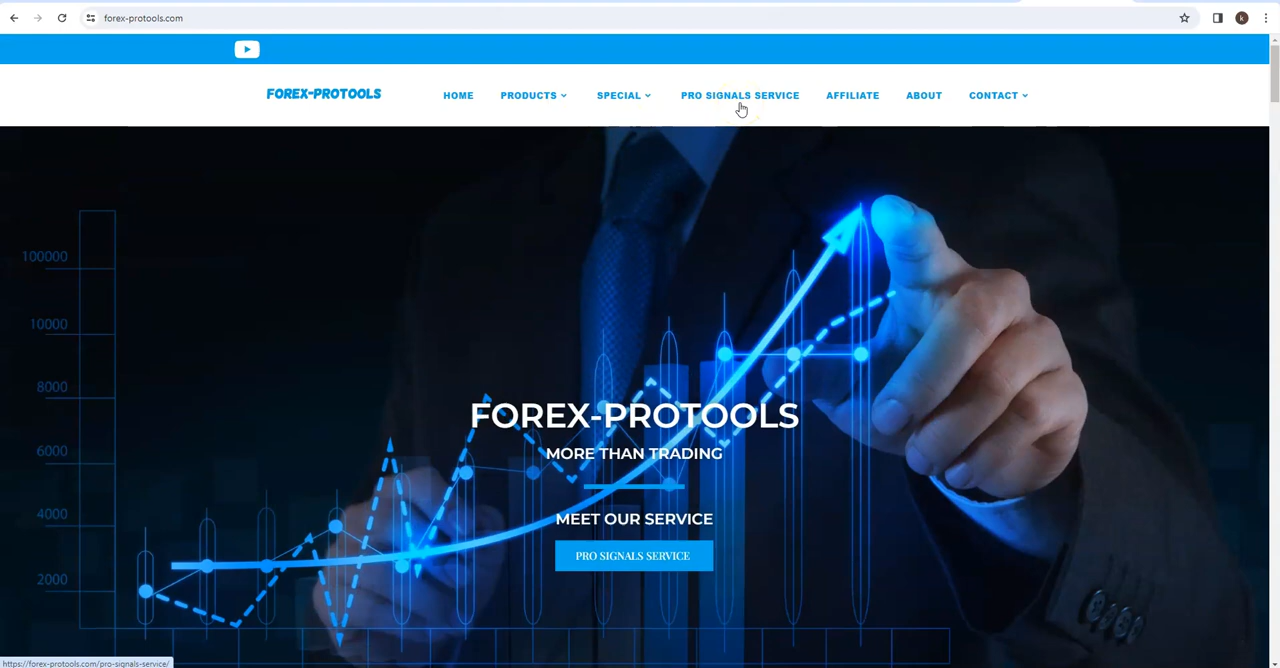 forex-protools.com
k
FOREX-PROTOOLS
HOME
PRODUCTS
SPECIAL
PRO SIGNALS SERVICE
AFFILIATE
ABOUT
CONTACT
100000
10000
8000
6000
4000
2000
FOREX-PROTOOLS
MORE THAN TRADING
MEET OUR SERVICE
PRO SIGNALS SERVICE
https://forex-protools.com/pro-signals-service/